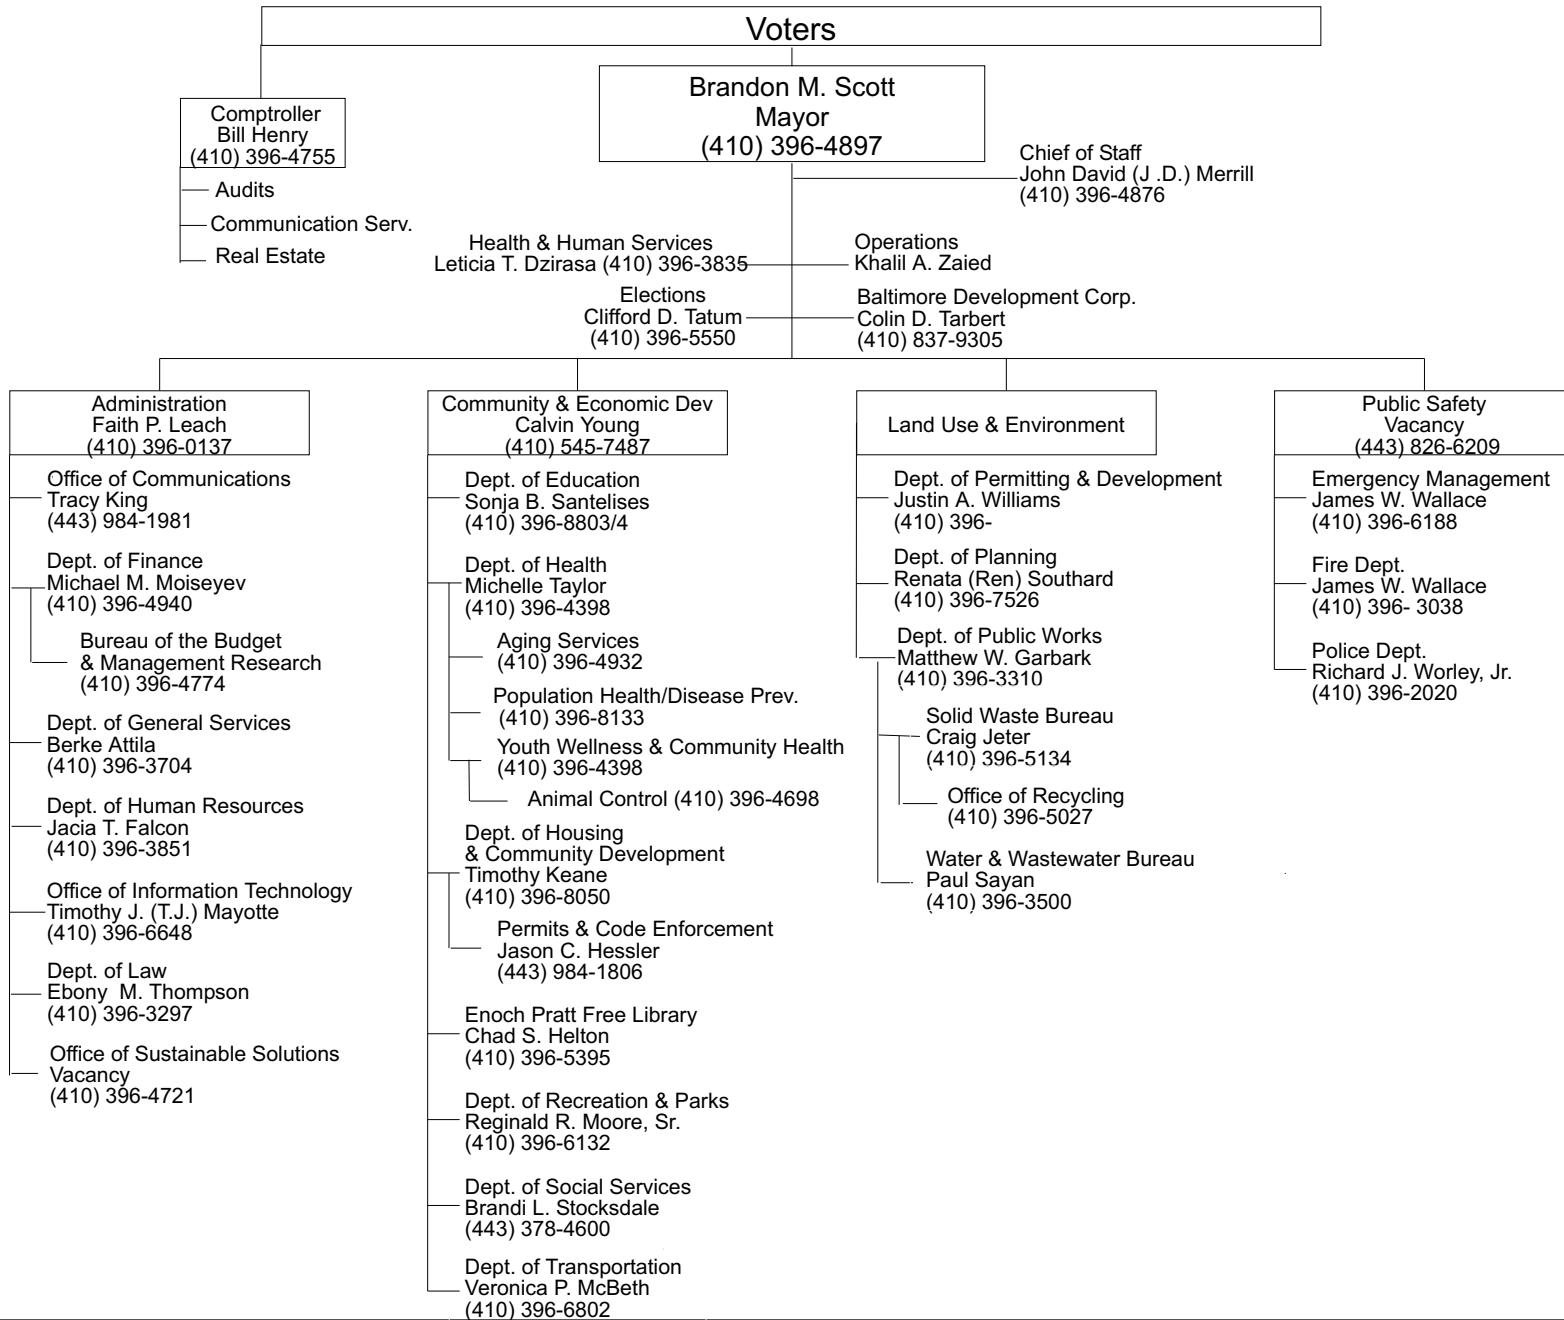 Voters
Brandon M. Scott
Mayor
(410) 396-4897
Comptroller
Bill Henry
(410) 396-4755
Audits
Communication Serv.
Real Estate
Chief of Staff
John David (J .D.) Merrill
(410) 396-4876
Health & Human Services
Leticia T. Dzirasa (410) 396-3835
Operations
Khalil A. Zaied
Elections
Clifford D. Tatum
(410) 396-5550
Baltimore Development Corp.
Colin D. Tarbert
(410) 837-9305
Administration
Faith P. Leach
(410) 396-0137
Office of Communications
Tracy King
(443) 984-1981
Dept. of Finance
Michael M. Moiseyev
(410) 396-4940
Bureau of the Budget
& Management Research
(410) 396-4774
Dept. of General Services
Berke Attila
(410) 396-3704
Dept. of Human Resources
Jacia T. Falcon
(410) 396-3851
Office of Information Technology
Timothy J. (T.J.) Mayotte
(410) 396-6648
Dept. of Law
Ebony  M. Thompson
(410) 396-3297
Office of Sustainable Solutions
Vacancy
(410) 396-4721
Community & Economic Dev
Calvin Young
(410) 545-7487
Dept. of Education
Sonja B. Santelises
(410) 396-8803/4
Dept. of Health
Michelle Taylor
(410) 396-4398
Aging Services
(410) 396-4932
Population Health/Disease Prev.
(410) 396-8133
Youth Wellness & Community Health
(410) 396-4398
Animal Control (410) 396-4698
Dept. of Housing
& Community Development
Timothy Keane
(410) 396-8050
Permits & Code Enforcement
Jason C. Hessler
(443) 984-1806
Enoch Pratt Free Library
Chad S. Helton
(410) 396-5395
Dept. of Recreation & Parks
Reginald R. Moore, Sr.
(410) 396-6132
Dept. of Social Services
Brandi L. Stocksdale
(443) 378-4600
Dept. of Transportation
Veronica P. McBeth
(410) 396-6802
Land Use & Environment
Dept. of Permitting & Development
Justin A. Williams
(410) 396-
Dept. of Planning
Renata (Ren) Southard
(410) 396-7526
Dept. of Public Works
Matthew W. Garbark
(410) 396-3310
Solid Waste Bureau
Craig Jeter
(410) 396-5134
Office of Recycling
(410) 396-5027
Water & Wastewater Bureau
Paul Sayan
(410) 396-3500
Public Safety
Vacancy
(443) 826-6209
Emergency Management
James W. Wallace
(410) 396-6188
Fire Dept.
James W. Wallace
(410) 396- 3038
Police Dept.
Richard J. Worley, Jr.
(410) 396-2020